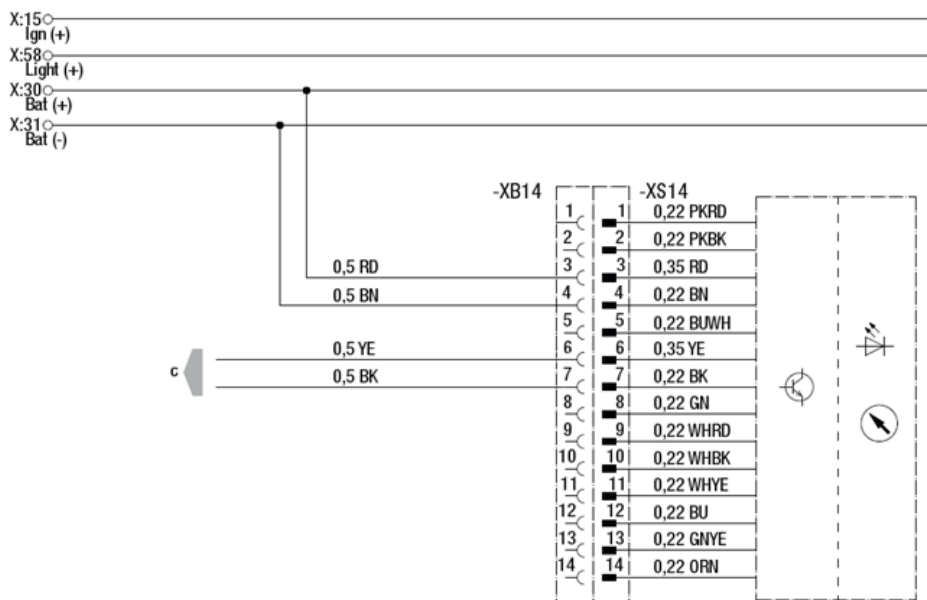 X:15
Ign (+)
X:58
Light (+)
X:30
Bat (+)
X:31
Bat (-)
-XB14 -XS14
1 1 0,22 PKRD
2 2 0,22 PKBK
0,5 RD 3 3 0,35 RD
0,5 BN 4 4 0,22 BN
5 5 0,22 BUWH
0,5 YE 6 6 0,35 YE
c 0,5 BK 7 7 0,22 BK
8 8 0,22 GN
9 9 0,22 WHRD
10 10 0,22 WHBK
11 11 0,22 WHYE
12 12 0,22 BU
13 13 0,22 GNYE
14 14 0,22 ORN